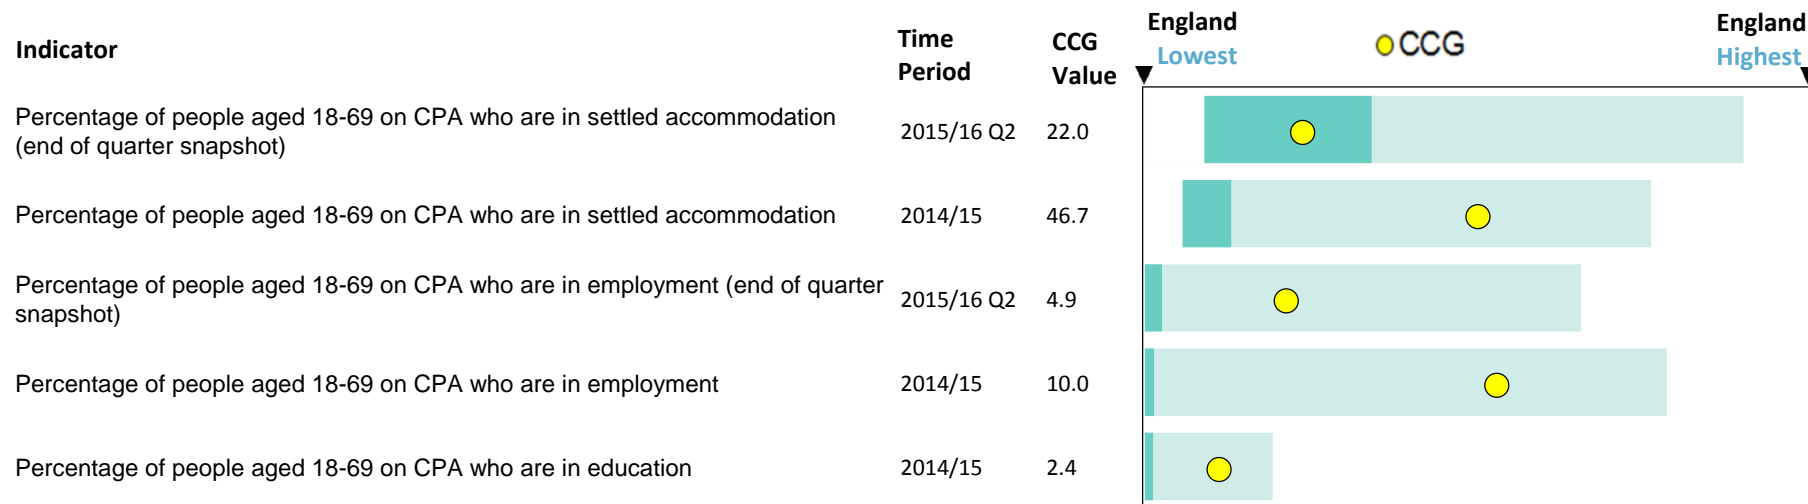 Indicator
Time Period
CCG Value
England Lowest
CCG
England Highest
Percentage of people aged 18-69 on CPA who are in settled accommodation
(end of quarter snapshot)
2015/16 Q2
22.0
Percentage of people aged 18-69 on CPA who are in settled accommodation
2014/15
46.7
Percentage of people aged 18-69 on CPA who are in employment (end of quarter
snapshot)
2015/16 Q2
4.9
Percentage of people aged 18-69 on CPA who are in employment
2014/15
10.0
Percentage of people aged 18-69 on CPA who are in education
2014/15
2.4